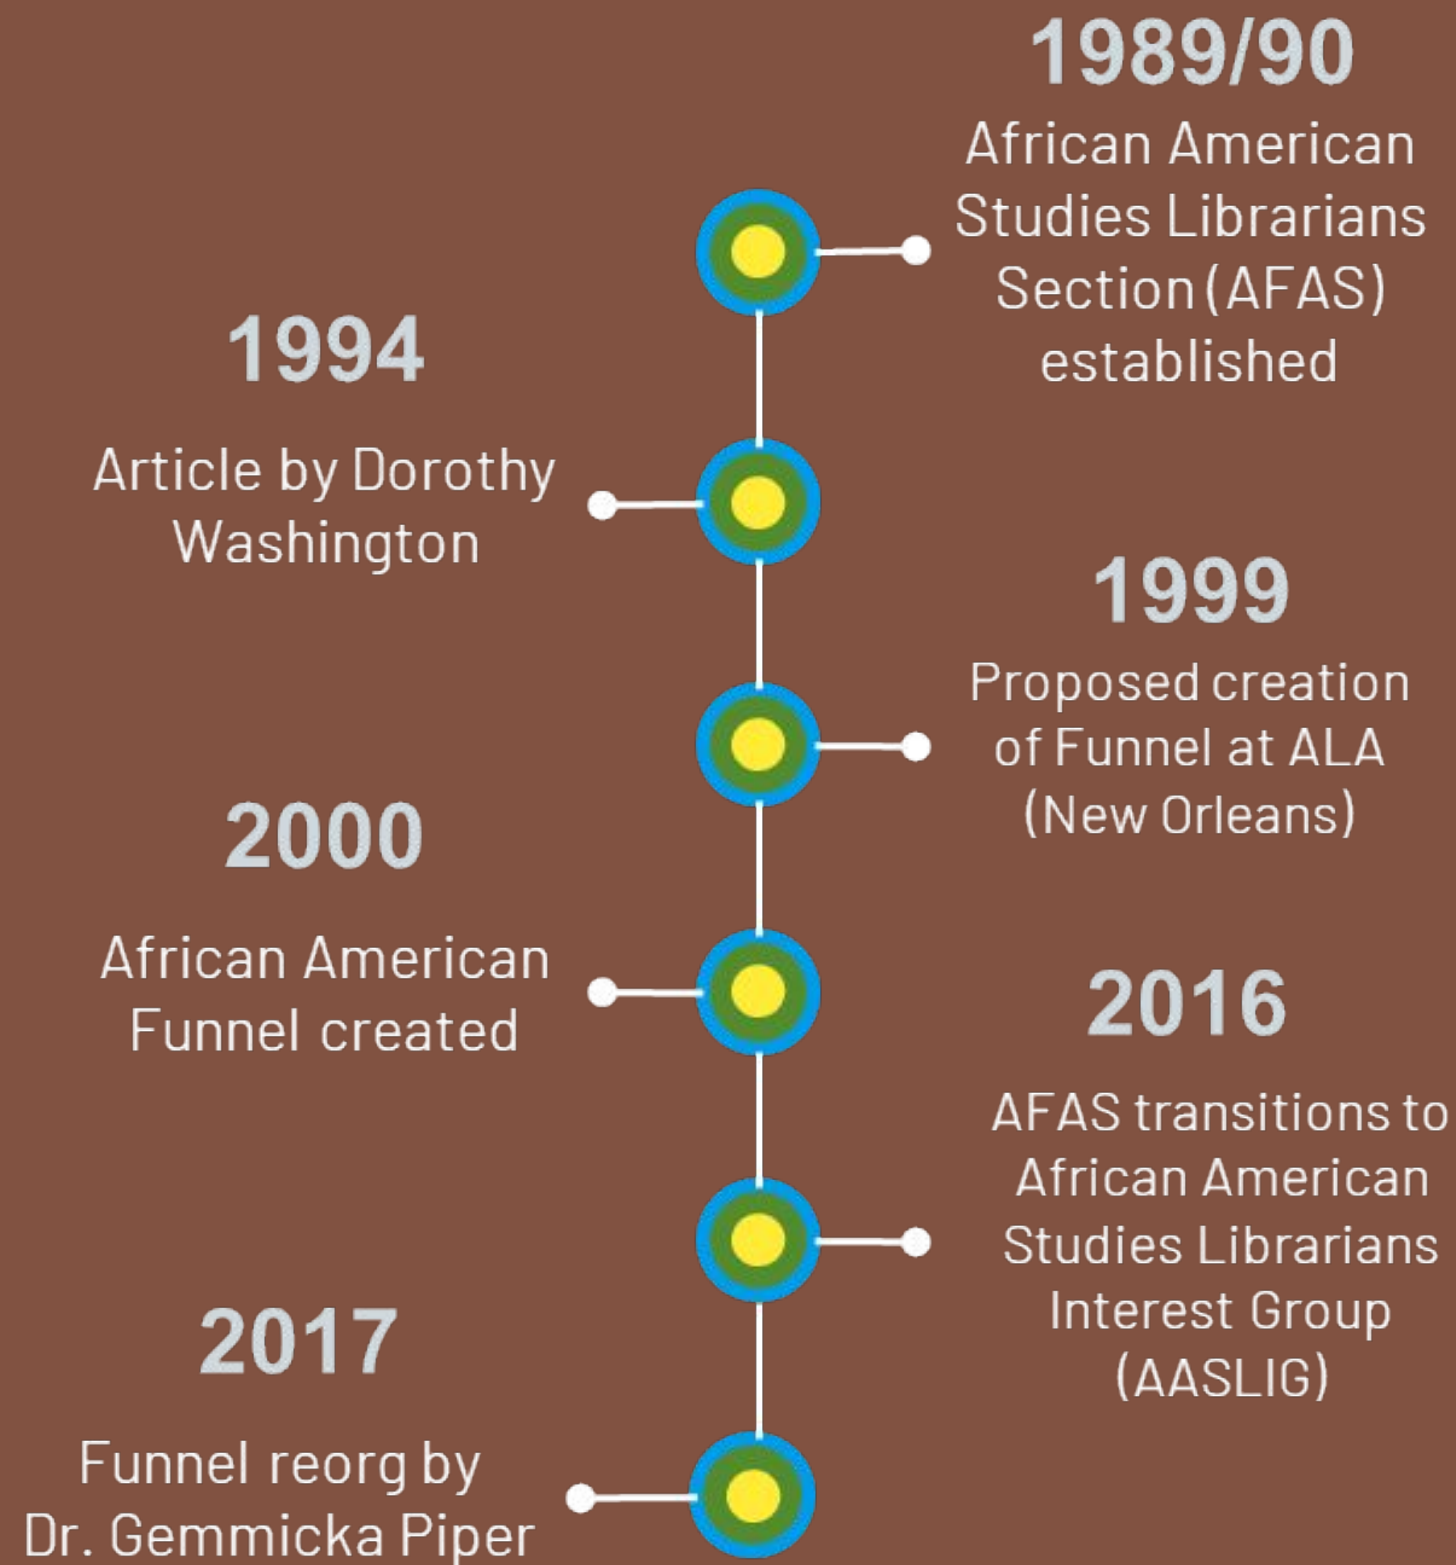 1989/90
African American
Studies Librarians
Section (AFAS)
established
1994
Article by Dorothy
Washington
1999
Proposed creation
of Funnel at ALA
(New Orleans)
2000
African American
Funnel created
2016
AFAS transitions to
African American
Studies Librarians
Interest Group
(AASLIG)
2017
Funnel reorg by
Dr. Gemmicka Piper